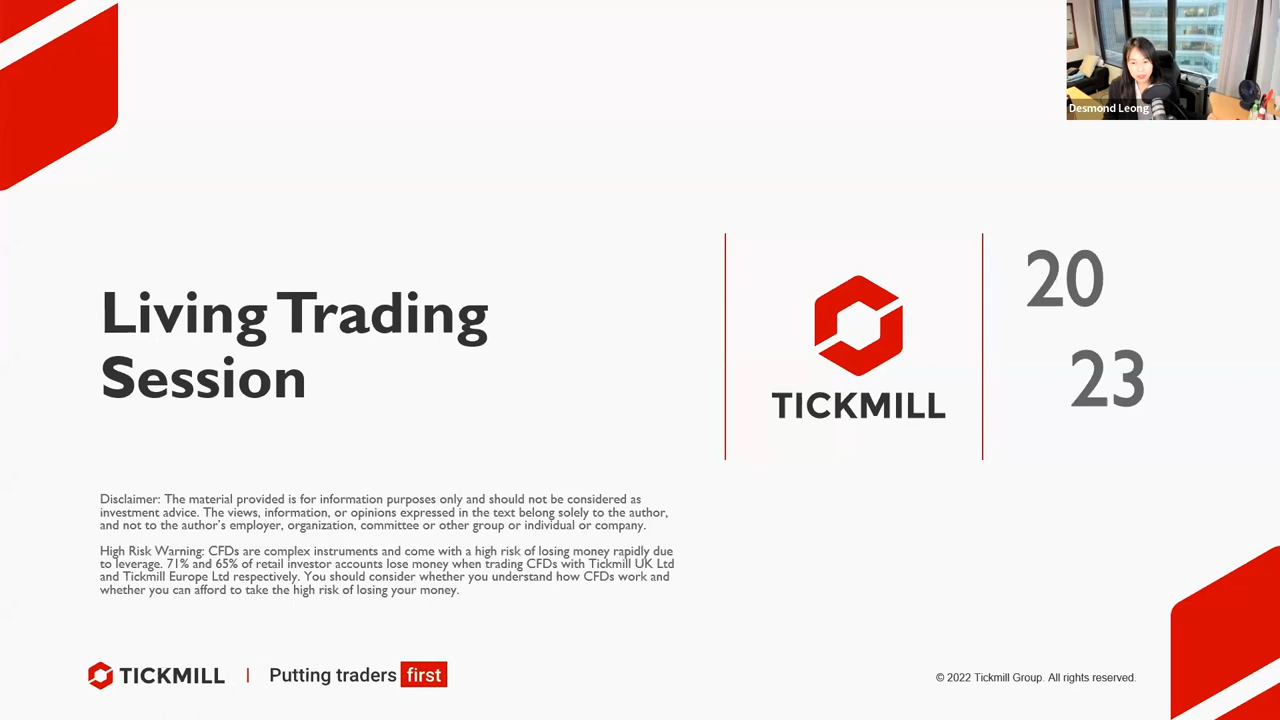 Desmond Leong
Living Trading
Session
TICKMILL
20
23
Disclaimer: The material provided is for information purposes only and should not be considered as
investment advice. The views, information, or opinions expressed in the text belong solely to the author,
and not to the author's employer, organization, committee or other group or individual or company.
High Risk Warning: CFDs are complex instruments and come with a high risk of losing money rapidly due
to leverage. 71% and 65% of retail investor accounts lose money when trading CFDs with Tickmill UK Ltd
and Tickmill Europe Ltd respectively. You should consider whether you understand how CFDs work and
whether you can afford to take the high risk of losing your money.
TICKMILL | Putting traders first
© 2022 Tickmill Group. All rights reserved.